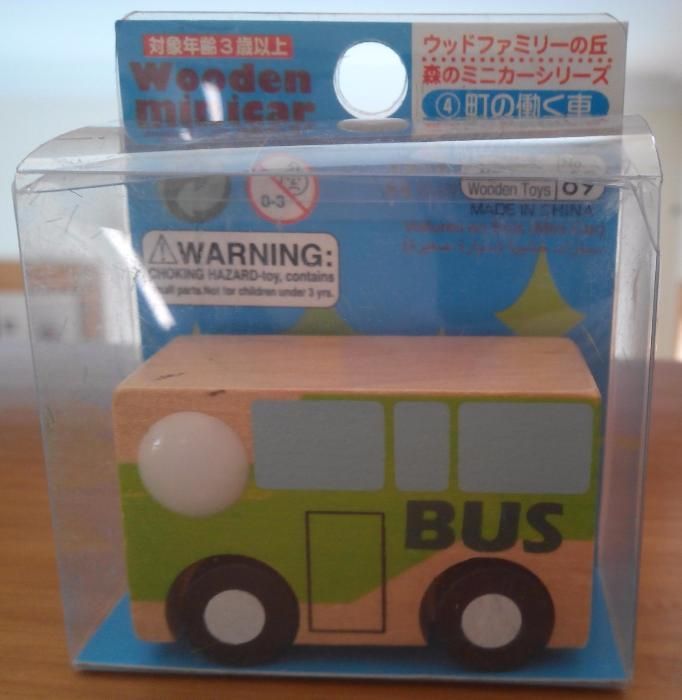 対象年齢3歳以上
Wooden
minicar
ウッドファミリーの丘
森のミニカーシリーズ
④町の働く車
0-3
Wooden Toys
No.
69
MADE IN CHINA
WARNING:
CHOKING HAZARD-toy, contains
small parts.Not for children under 3 yrs.
BUS